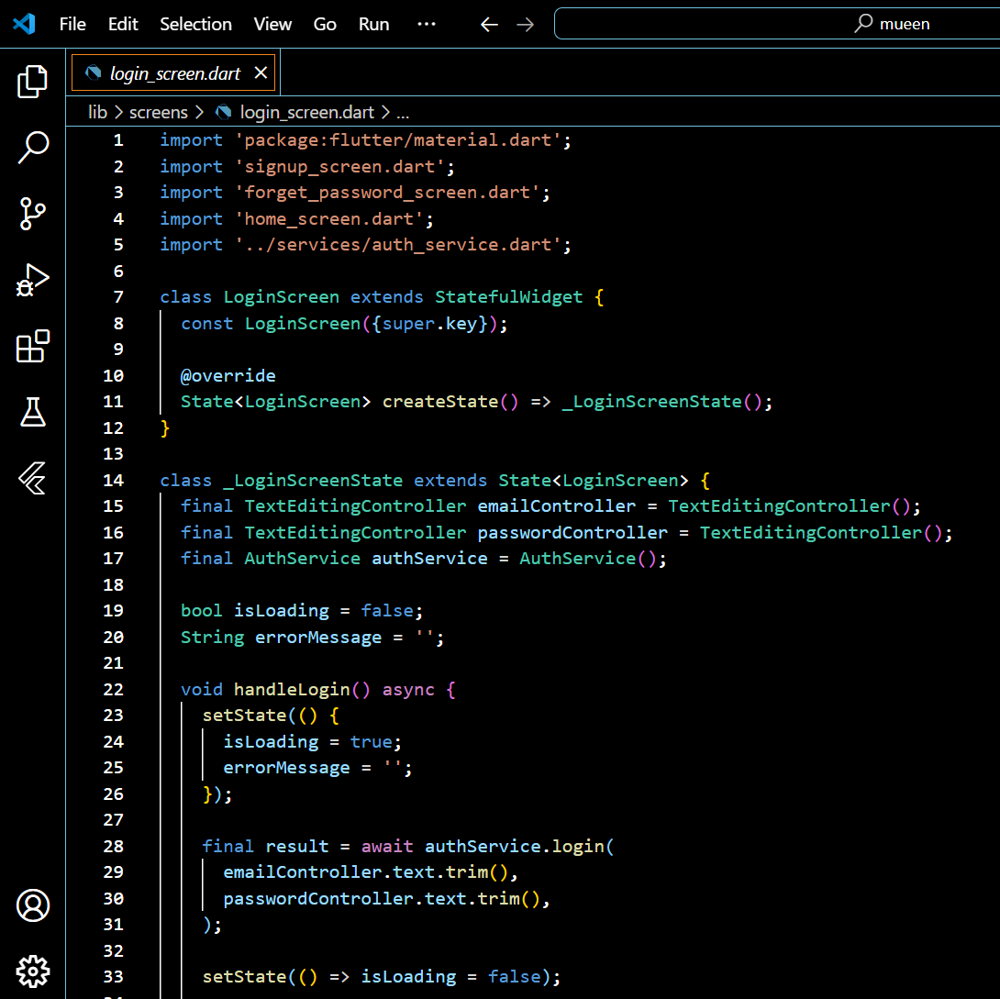 File Edit Selection View Go Run ··· ← → mueen
login_screen.dart ×
lib > screens > login_screen.dart > ...
1 import 'package:flutter/material.dart';
2 import 'signup_screen.dart';
3 import 'forget_password_screen.dart';
4 import 'home_screen.dart';
5 import '../services/auth_service.dart';
6
7 class LoginScreen extends StatefulWidget {
8   const LoginScreen({super.key});
9
10   @override
11   State<LoginScreen> createState() => _LoginScreenState();
12 }
13
14 class _LoginScreenState extends State<LoginScreen> {
15   final TextEditingController emailController = TextEditingController();
16   final TextEditingController passwordController = TextEditingController();
17   final AuthService authService = AuthService();
18
19   bool isLoading = false;
20   String errorMessage = '';
21
22   void handleLogin() async {
23     setState(() {
24       isLoading = true;
25       errorMessage = '';
26     });
27
28     final result = await authService.login(
29       emailController.text.trim(),
30       passwordController.text.trim(),
31     );
32
33     setState(() => isLoading = false);